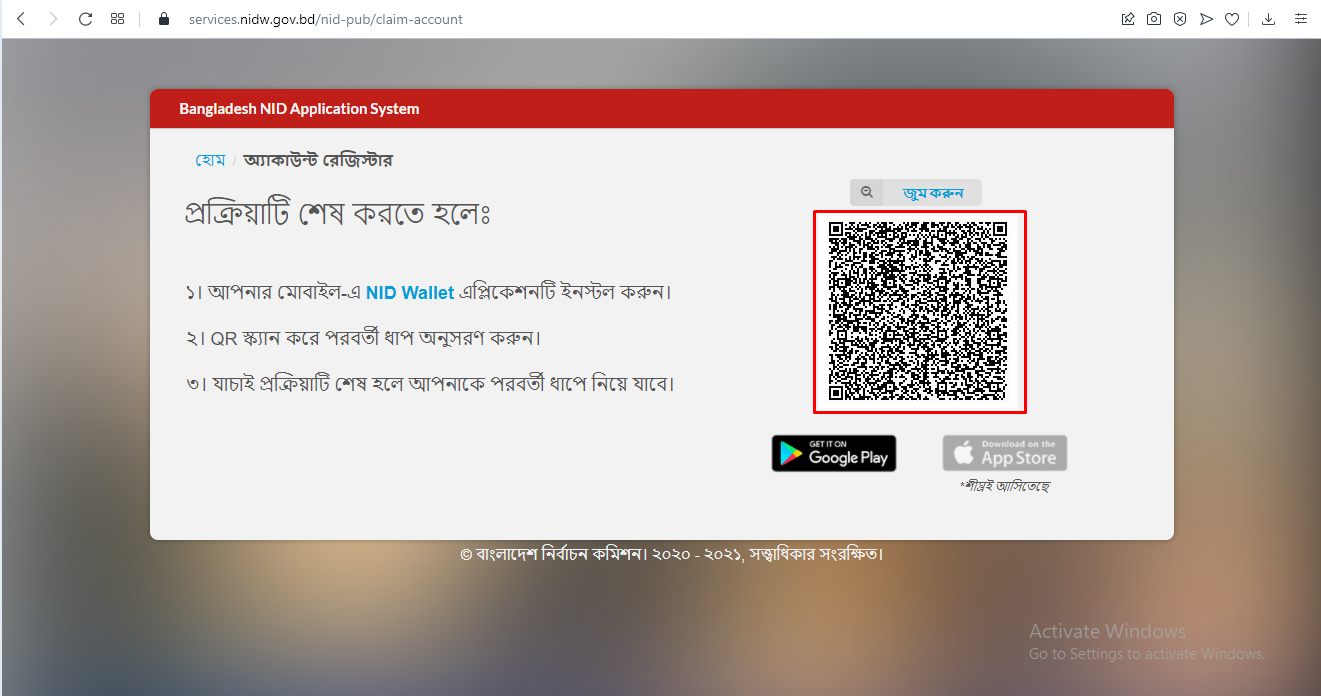 services.nidw.gov.bd/nid-pub/claim-account
Bangladesh NID Application System
হোম / অ্যাকাউন্ট রেজিস্টার
জুম করুন
প্রক্রিয়াটি শেষ করতে হলেঃ
১। আপনার মোবাইল-এ NID Wallet এপ্লিকেশনটি ইনস্টল করুন।
২। QR স্ক্যান করে পরবর্তী ধাপ অনুসরণ করুন।
৩। যাচাই প্রক্রিয়াটি শেষ হলে আপনাকে পরবর্তী ধাপে নিয়ে যাবে।
GET IT ON
Google Play
Download on the
App Store
*শীঘ্রই আসিতেছে
© বাংলাদেশ নির্বাচন কমিশন। ২০২০ - ২০২১, সত্ত্বাধিকার সংরক্ষিত।
Activate Windows
Go to Settings to activate Windows.